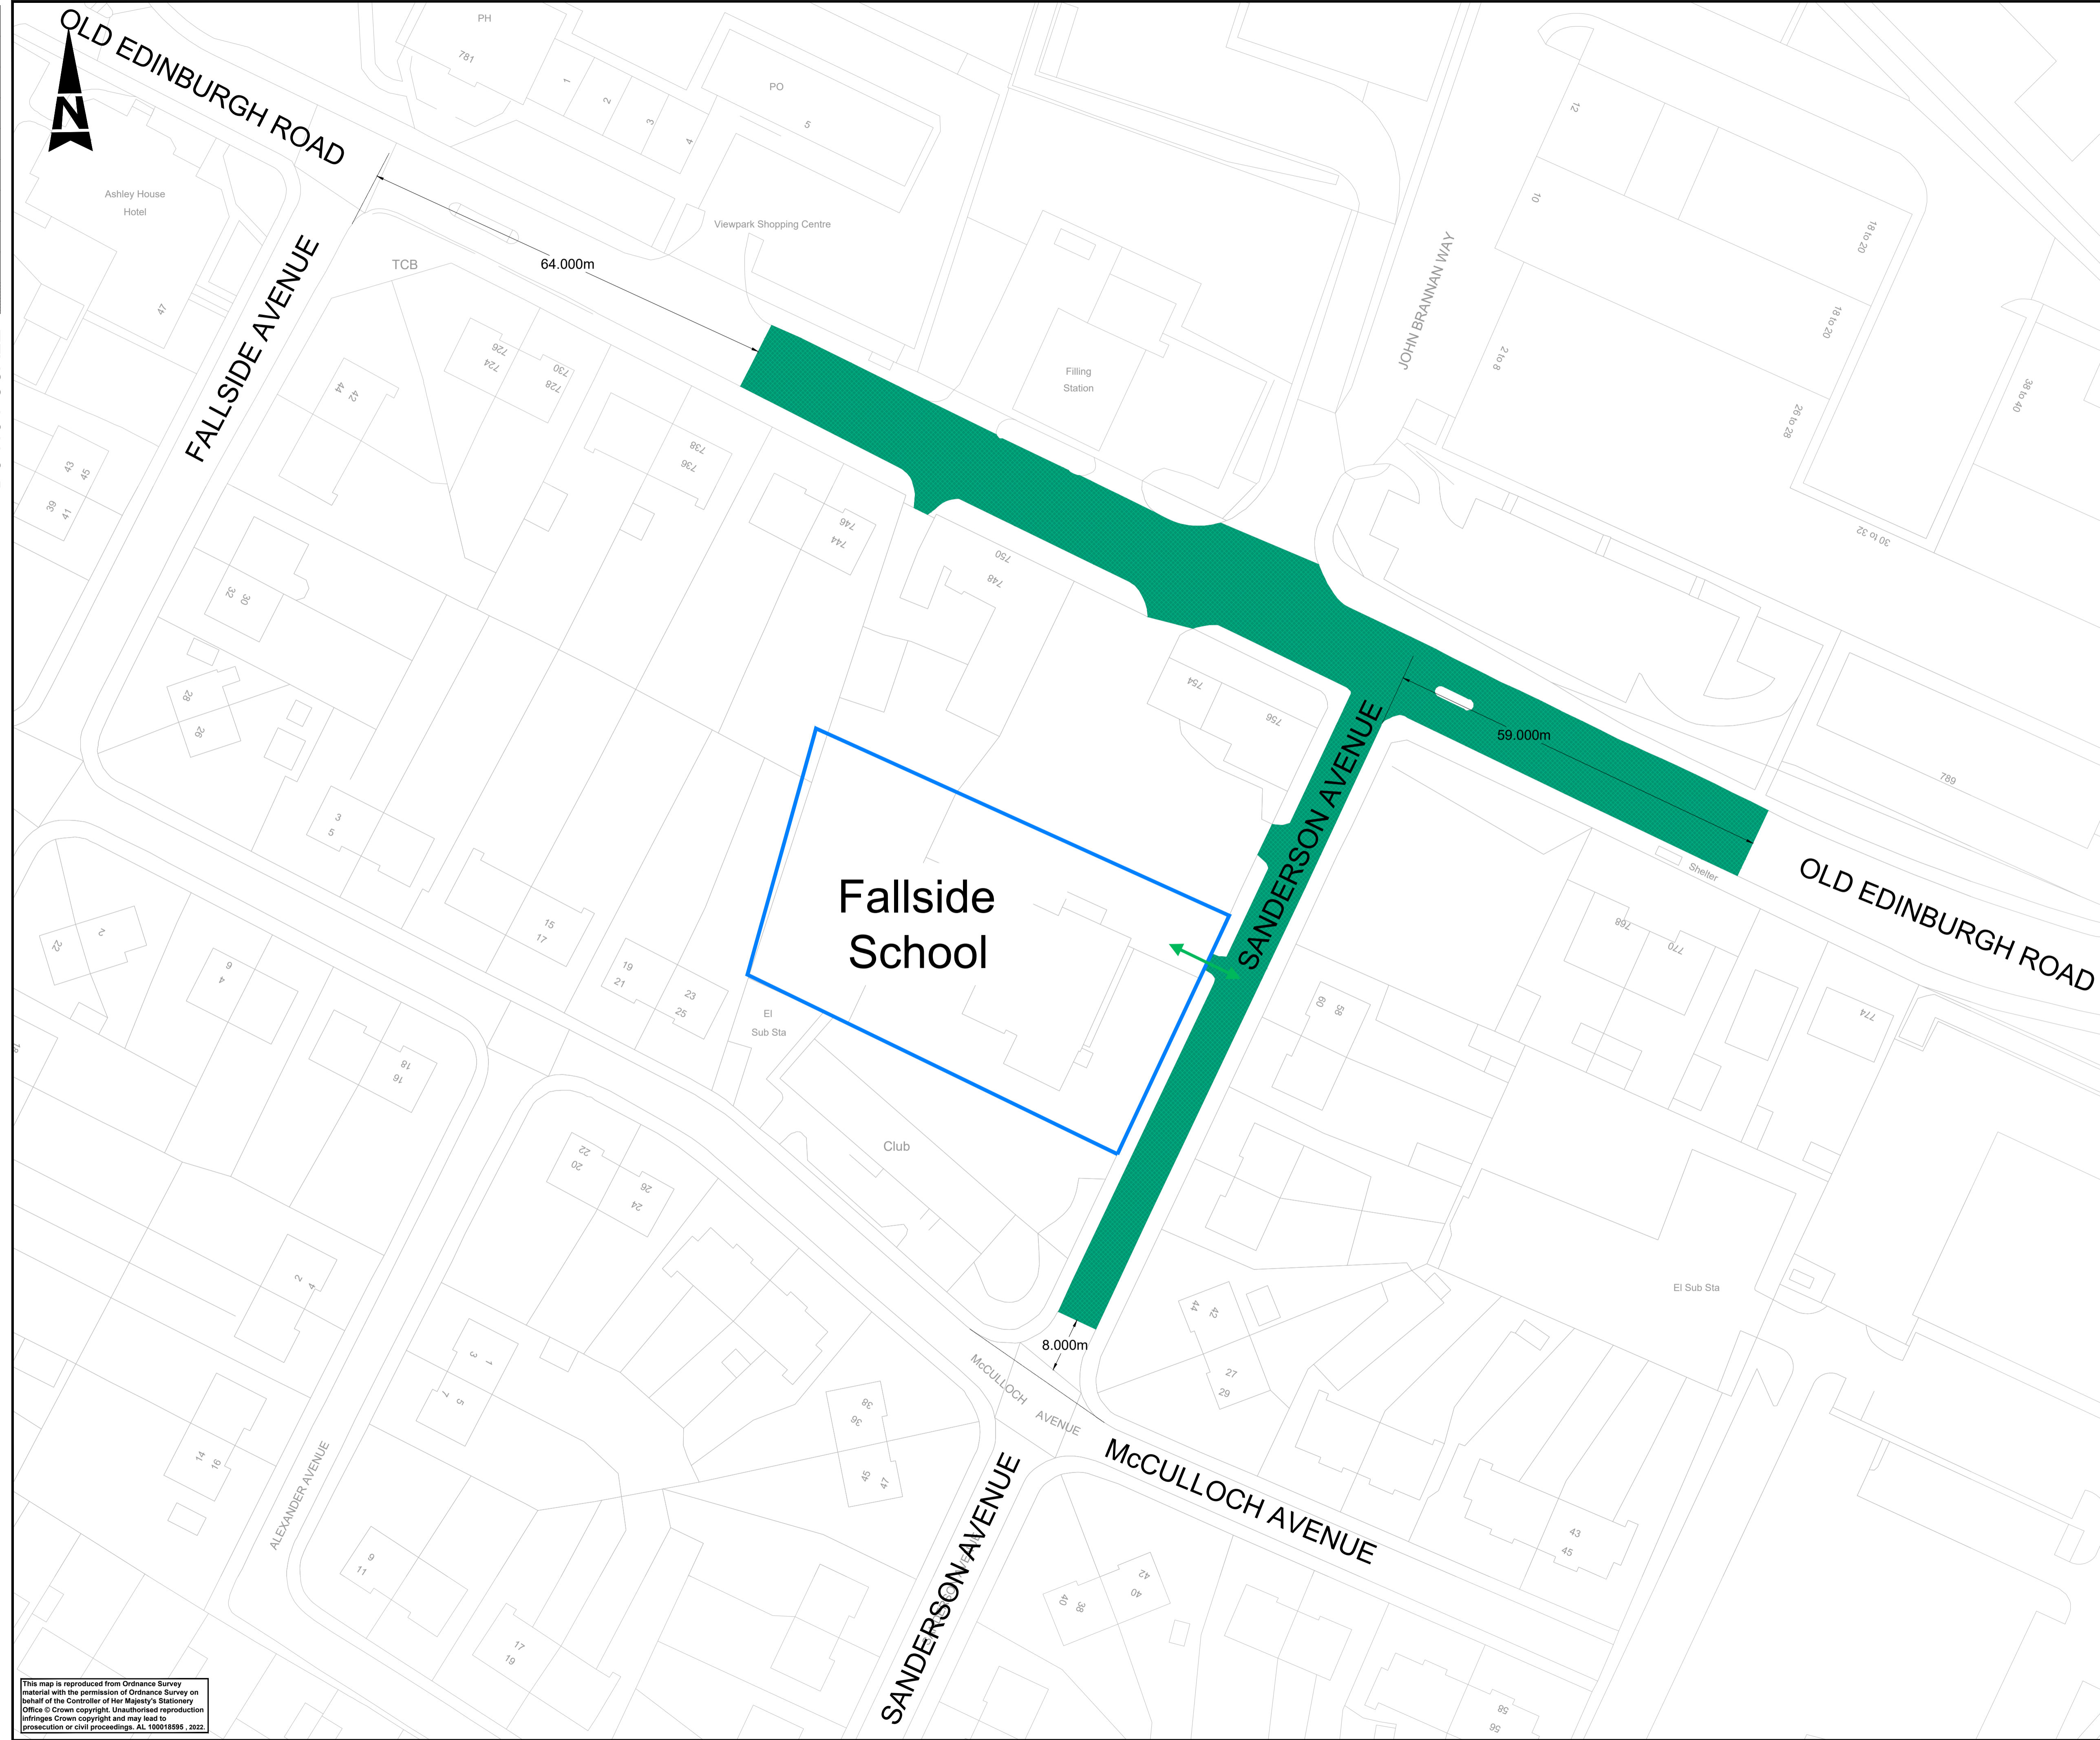 OLD EDINBURGH ROAD
N
PH
781
1
2
3
4
PO
5
Viewpark Shopping Centre
Ashley House
Hotel
47
FALLSIDE AVENUE
TCB
64.000m
726
724
730
728
738
736
746
744
750
748
754
756
Filling
Station
JOHN BRANNAN WAY
12
10
2 to 8
18 to 20
18 to 20
26 to 28
30 to 32
38 to 40
789
44
42
43
45
39
41
32
30
28
26
3
5
15
17
19
21
23
25
El
Sub Sta
Fallside
School
SANDERSON AVENUE
59.000m
Shelter
OLD EDINBURGH ROAD
768
770
774
60
58
22
2
6
4
18
16
18
22
20
26
24
Club
2
4
3
1
7
5
14
16
ALEXANDER AVENUE
9
11
17
19
38
36
45
47
8.000m
McCULLOCH
AVENUE
McCULLOCH AVENUE
SANDERSON AVENUE
44
42
27
29
El Sub Sta
43
45
42
40
40
38
58
56
This map is reproduced from Ordnance Survey
material with the permission of Ordnance Survey on
behalf of the Controller of Her Majesty's Stationery
Office © Crown copyright. Unauthorised reproduction
infringes Crown copyright and may lead to
prosecution or civil proceedings. AL 100018595 , 2022.